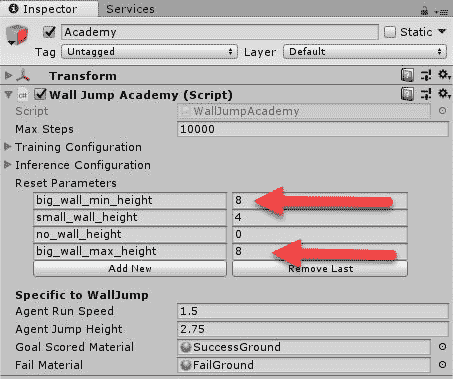 Inspector
Services
Academy
Static
Tag Untagged Layer Default
Transform
Wall Jump Academy (Script)
Script WallJumpAcademy
Max Steps 10000
Training Configuration
Inference Configuration
Reset Parameters
big_wall_min_height 8
small_wall_height 4
no_wall_height 0
big_wall_max_height 8
Add New Remove Last
Specific to WallJump
Agent Run Speed 1.5
Agent Jump Height 2.75
Goal Scored Material SuccessGround
Fail Material FailGround